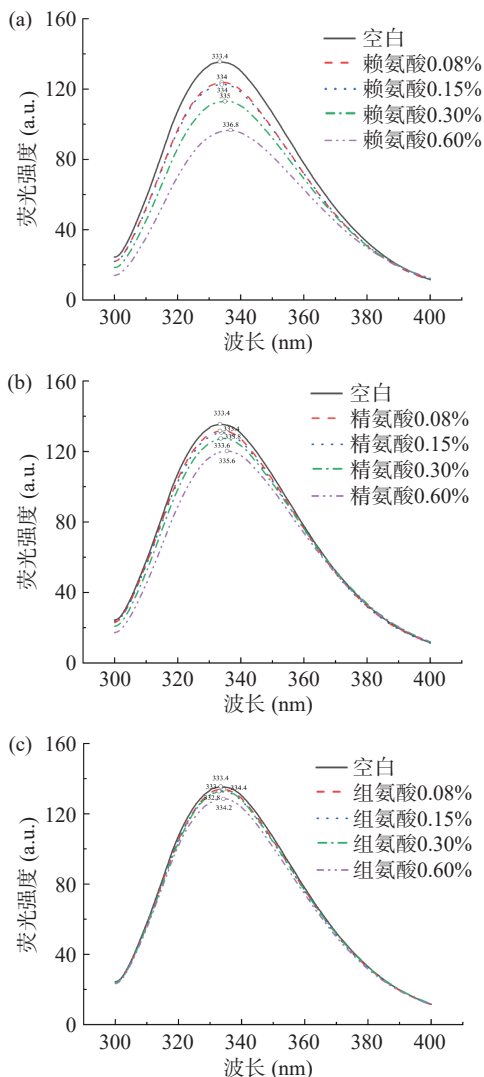 (a)
160
120
80
40
0
荧光强度 (a.u.)
333.4
334
334
335
336.8
空白
赖氨酸0.08%
赖氨酸0.15%
赖氨酸0.30%
赖氨酸0.60%
300 320 340 360 380 400
波长 (nm)
(b)
160
120
80
40
0
荧光强度 (a.u.)
333.4
333.6
335.6
空白
精氨酸0.08%
精氨酸0.15%
精氨酸0.30%
精氨酸0.60%
300 320 340 360 380 400
波长 (nm)
(c)
160
120
80
40
0
荧光强度 (a.u.)
333.4
334.4
332.8
334.2
空白
组氨酸0.08%
组氨酸0.15%
组氨酸0.30%
组氨酸0.60%
300 320 340 360 380 400
波长 (nm)